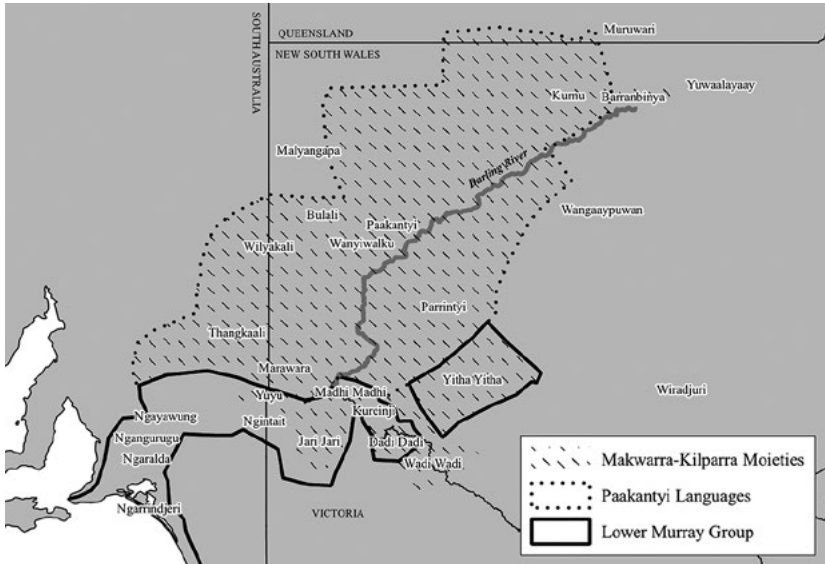 SOUTH AUSTRALIA
QUEENSLAND
NEW SOUTH WALES
Muruwari
Kurnu
Barranbinya
Yuwaalayaay
Malyangapa
Darling River
Bulali
Paakantyi
Wangaaypuwan
Wilyakali
Wanyiwalku
Parrintyi
Thangkaali
Marawara
Yitha Yitha
Wiradjuri
Yuyu
Madhi Madhi
Kureinji
Ngayawung
Ngintait
Ngangurugu
Jari Jari
Dadi Dadi
Ngaralda
Wadi Wadi
Ngarrindjeri
VICTORIA
Makwarra-Kilparra Moieties
Paakantyi Languages
Lower Murray Group